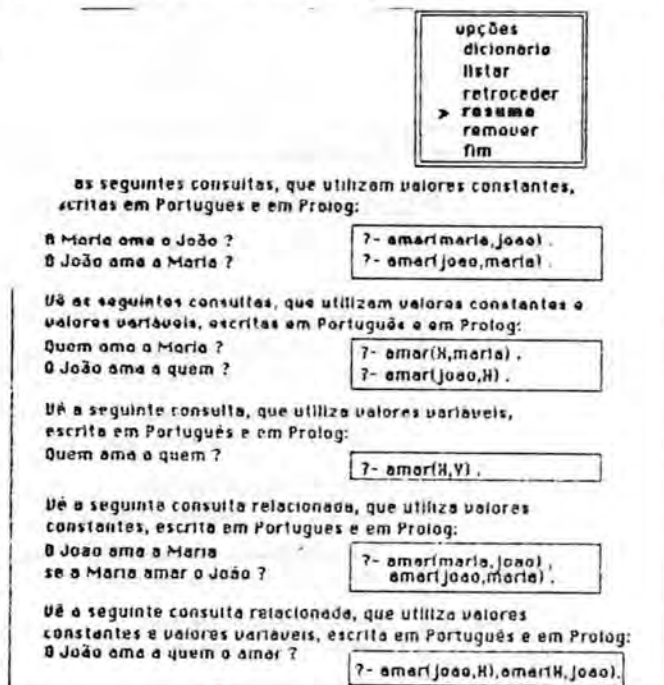 opções
dicionario
listar
retroceder
> resumo
remover
fim
as seguintes consultas, que utilizam valores constantes,
critas em Portugues e em Prolog:
A Maria ama o João ?
?- amar(maria,joao) .
O João ama a Maria ?
?- amar(joao,maria) .
Vê as seguintes consultas, que utilizam valores constantes e
valores variáveis, escritas em Português e em Prolog:
Quem ama a Maria ?
?- amar(X,maria) .
O João ama a quem ?
?- amar(joao,X) .
Vê a seguinte consulta, que utiliza valores variaveis,
escrita em Português e em Prolog:
Quem ama a quem ?
?- amar(X,Y) .
Vê a seguinte consulta relacionada, que utiliza valores
constantes, escrita em Portugues e em Prolog:
O Joao ama a Maria
?- amar(maria,joao) ,
se a Maria amar o João ?
amar(joao,maria) .
Vê a seguinte consulta relacionada, que utiliza valores
constantes e valores variaveis, escrita em Português e em Prolog:
O João ama a quem o amar ?
?- amar(joao,X),amar(X,joao).